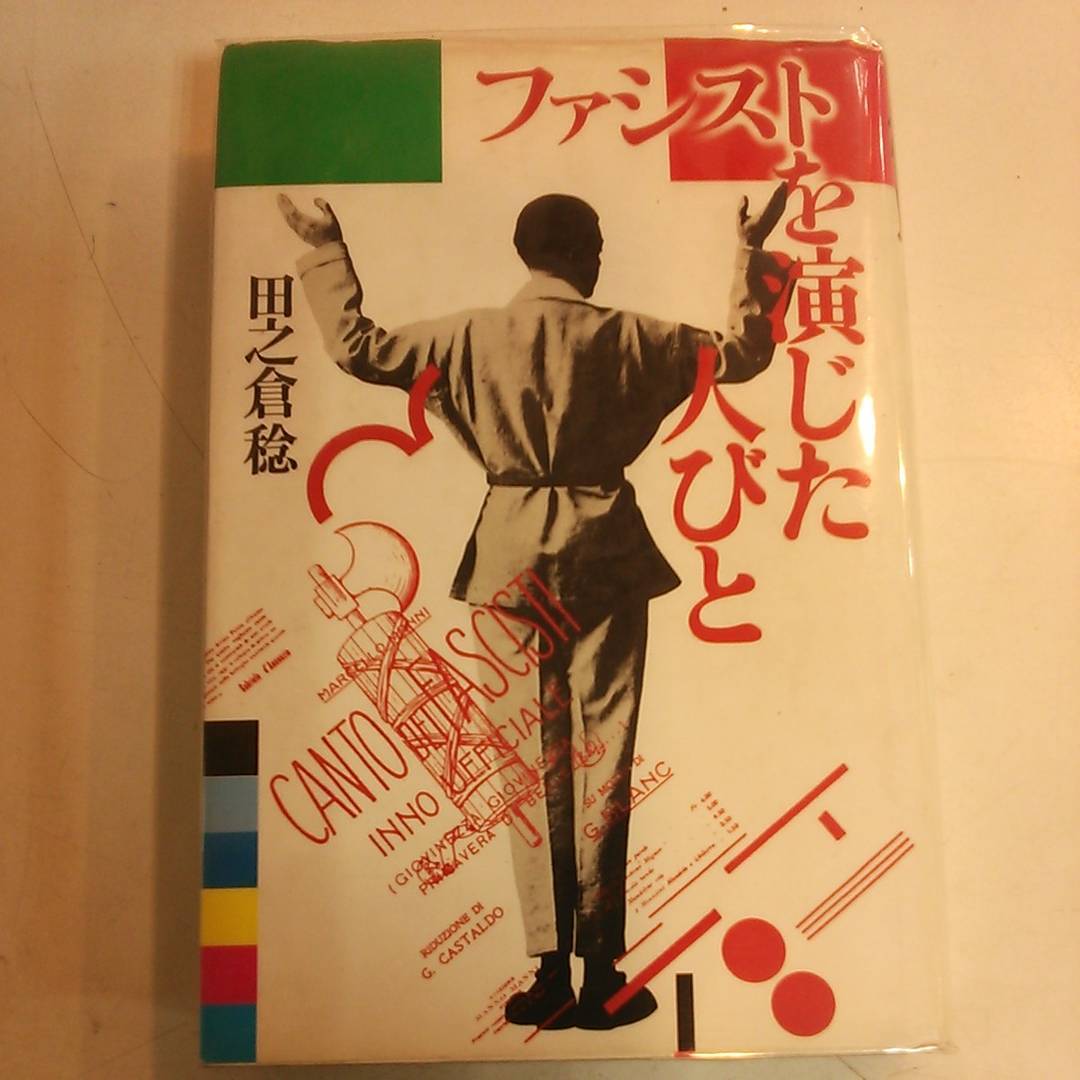 ファシストを演じた
人びと
田之倉稔
MARCELLO MANNI
CANTO DEI FASCISTI
INNO UFFICIALE
(GIOVINEZZA GIOVINEZZA
PRIMAVERA DI BELLEZZA)
SU MOTIVI DI
G. BLANC
RIDUZIONE DI
G. CASTALDO